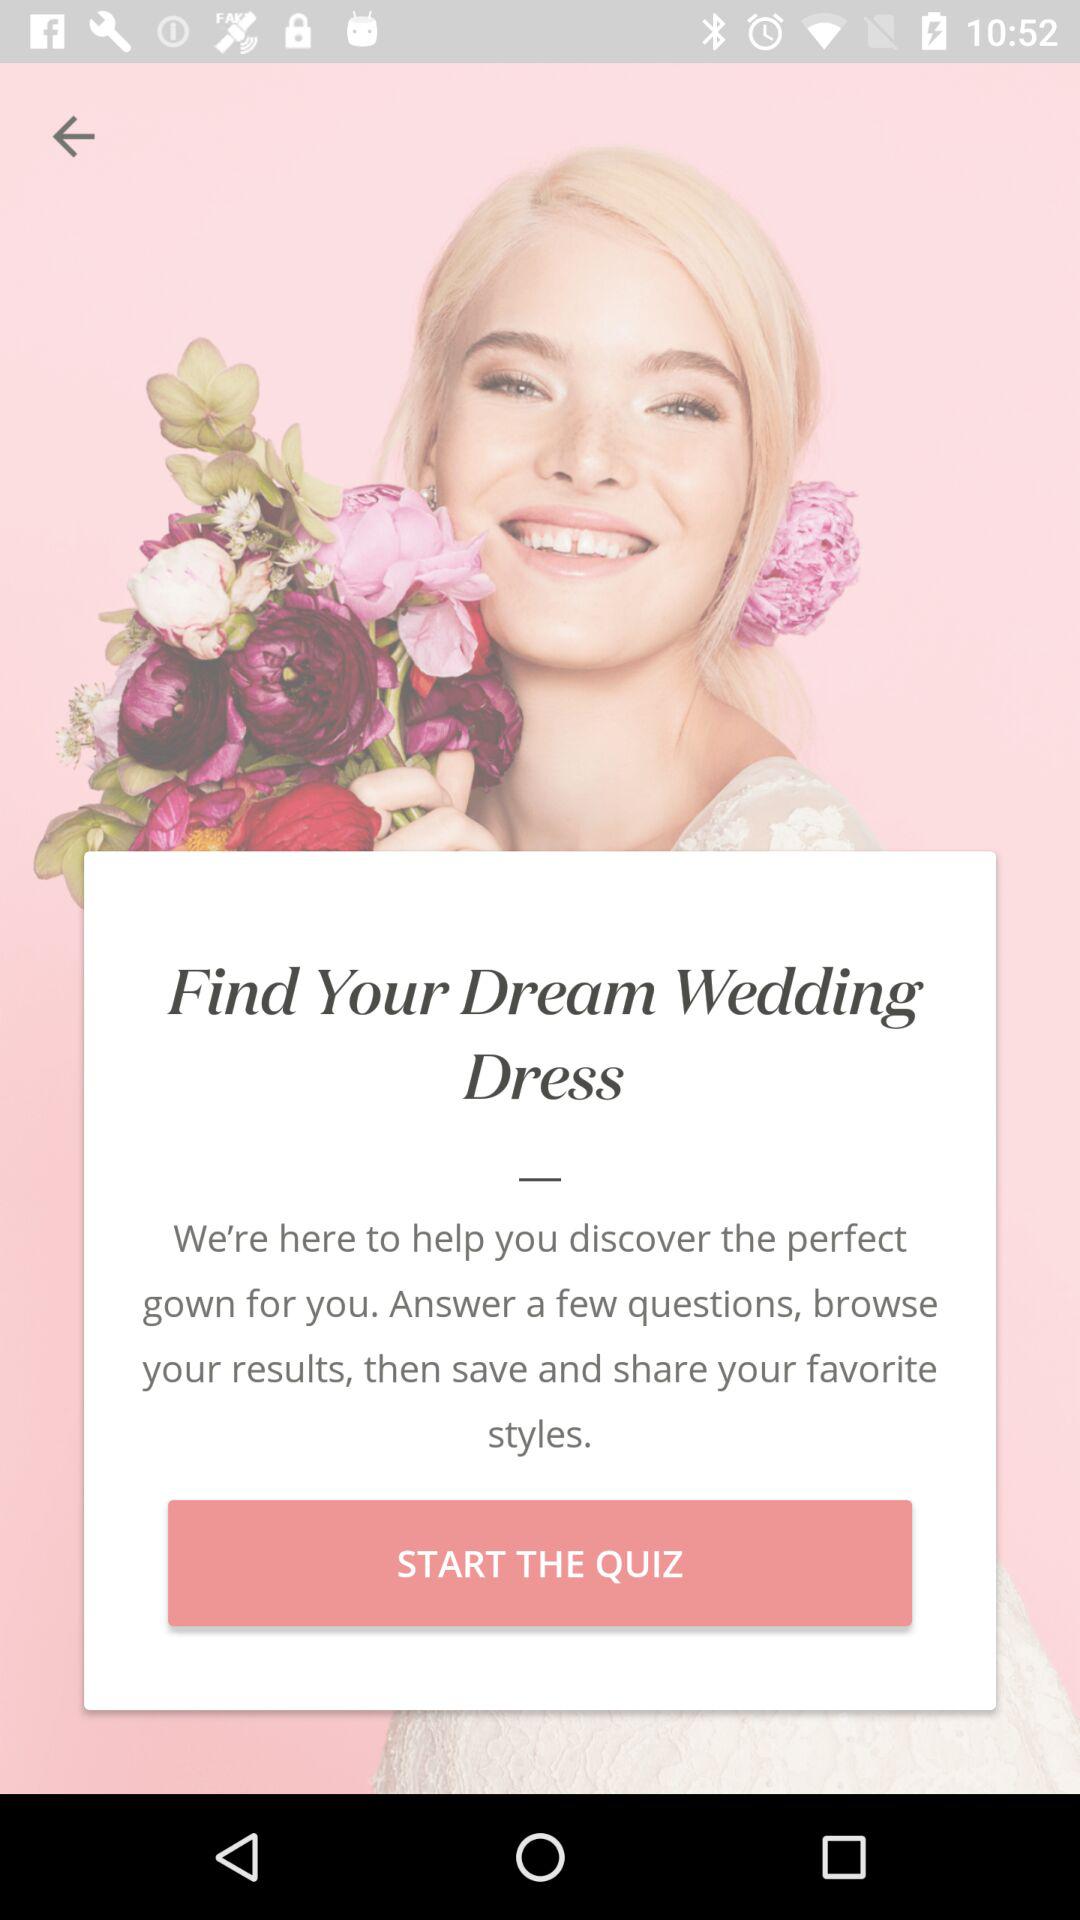 FAKE
10:52
Find Your Dream Wedding
Dress
We’re here to help you discover the perfect
gown for you. Answer a few questions, browse
your results, then save and share your favorite
styles.
START THE QUIZ